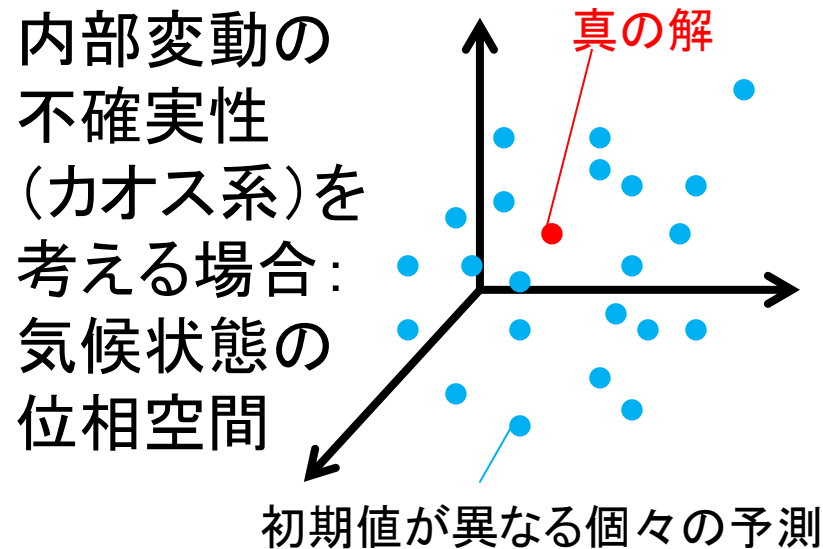 内部変動の
不確実性
（カオス系）を
考える場合：
気候状態の
位相空間
真の解
初期値が異なる個々の予測